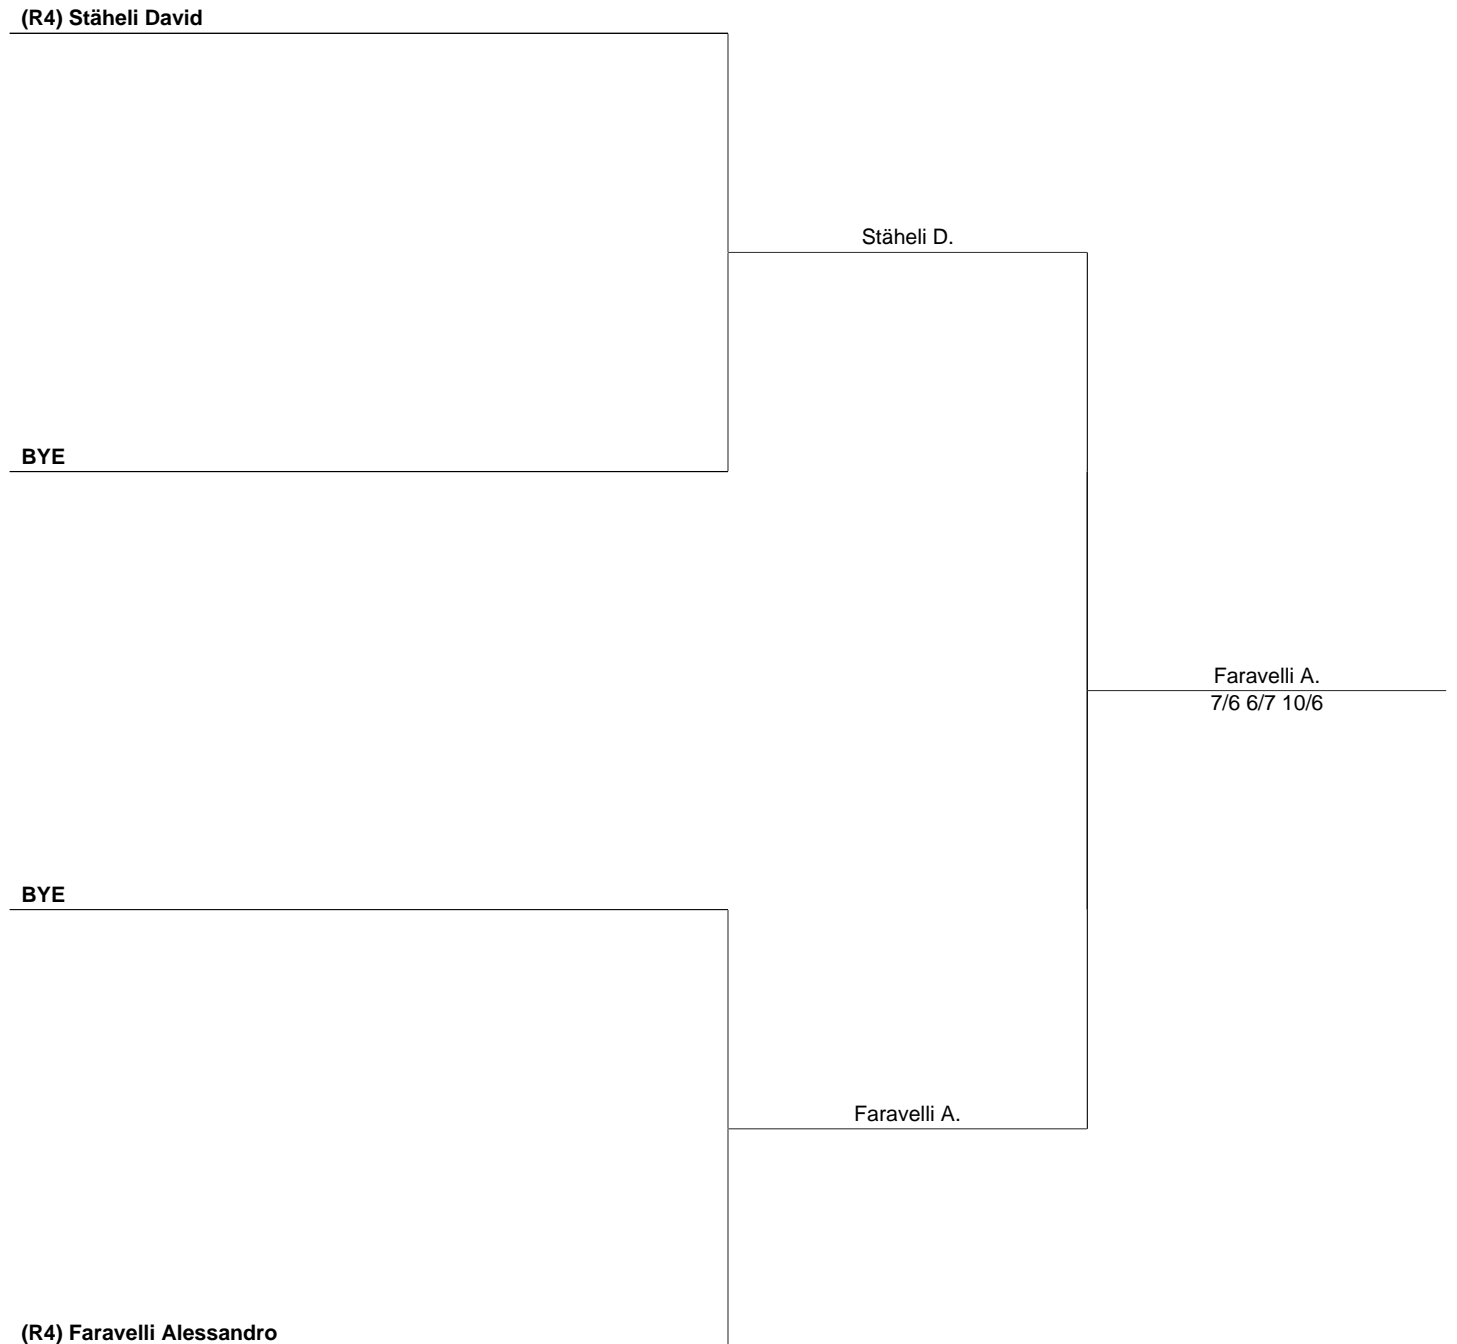 (R4) Stäheli David
Stäheli D.
BYE
Faravelli A.
7/6 6/7 10/6
BYE
Faravelli A.
(R4) Faravelli Alessandro